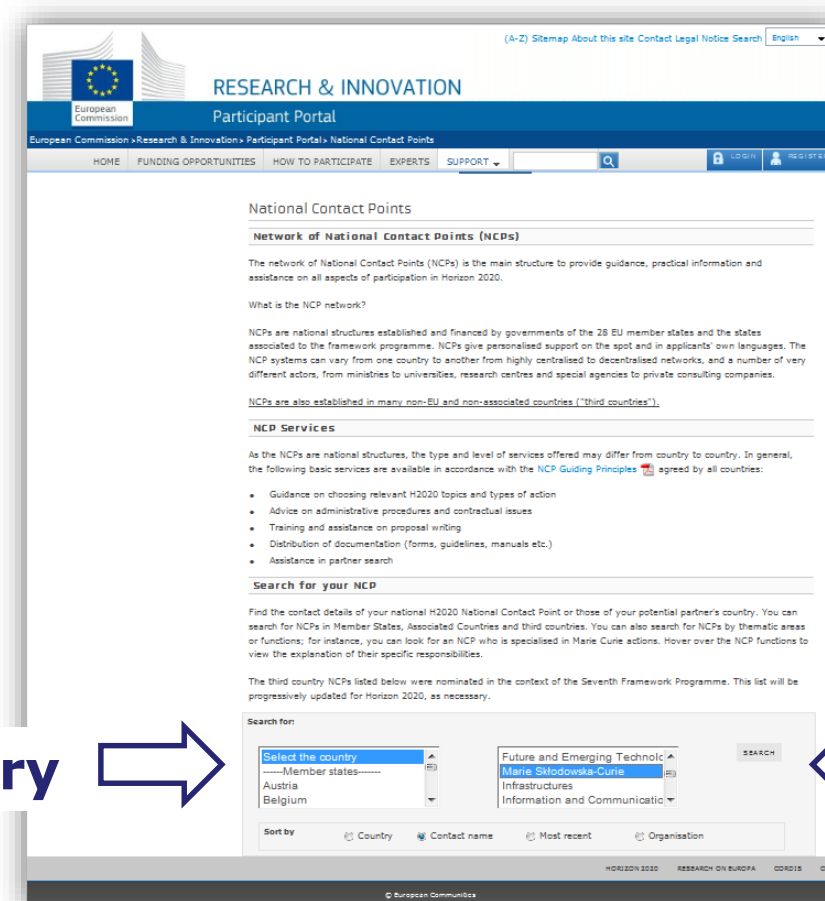 (A-Z) Sitemap About this site Contact Legal Notice Search English
RESEARCH & INNOVATION
European
Commission
Participant Portal
European Commission >Research & Innovation> Participant Portal> National Contact Points
HOME FUNDING OPPORTUNITIES HOW TO PARTICIPATE EXPERTS SUPPORT LOGIN REGISTE
National Contact Points
Network of National Contact Points (NCPs)
The network of National Contact Points (NCPs) is the main structure to provide guidance, practical information and
assistance on all aspects of participation in Horizon 2020.
What is the NCP network?
NCPs are national structures established and financed by governments of the 28 EU member states and the states
associated to the framework programme. NCPs give personalised support on the spot and in applicants' own languages. The
NCP systems can vary from one country to another from highly centralised to decentralised networks, and a number of very
different actors, from ministries to universities, research centres and special agencies to private consulting companies.
NCPs are also established in many non-EU and non-associated countries ("third countries").
NCP Services
As the NCPs are national structures, the type and level of services offered may differ from country to country. In general,
the following basic services are available in accordance with the NCP Guiding Principles agreed by all countries:
• Guidance on choosing relevant H2020 topics and types of action
• Advice on administrative procedures and contractual issues
• Training and assistance on proposal writing
• Distribution of documentation (forms, guidelines, manuals etc.)
• Assistance in partner search
Search for your NCP
Find the contact details of your national H2020 National Contact Point or those of your potential partner's country. You can
search for NCPs in Member States, Associated Countries and third countries. You can also search for NCPs by thematic areas
or functions; for instance, you can look for an NCP who is specialised in Marie Curie actions. Hover over the NCP functions to
view the explanation of their specific responsibilities.
The third country NCPs listed below were nominated in the context of the Seventh Framework Programme. This list will be
progressively updated for Horizon 2020, as necessary.
Search for:
ry
Select the country Future and Emerging Technolc SEARCH
------Member states------- Marie Skłodowska-Curie
Austria Infrastructures
Belgium Information and Communicatic
Sort by Country Contact name Most recent Organisation
HORIZON 2020 RESEARCH ON EUROPA CORDIS
© European Communities